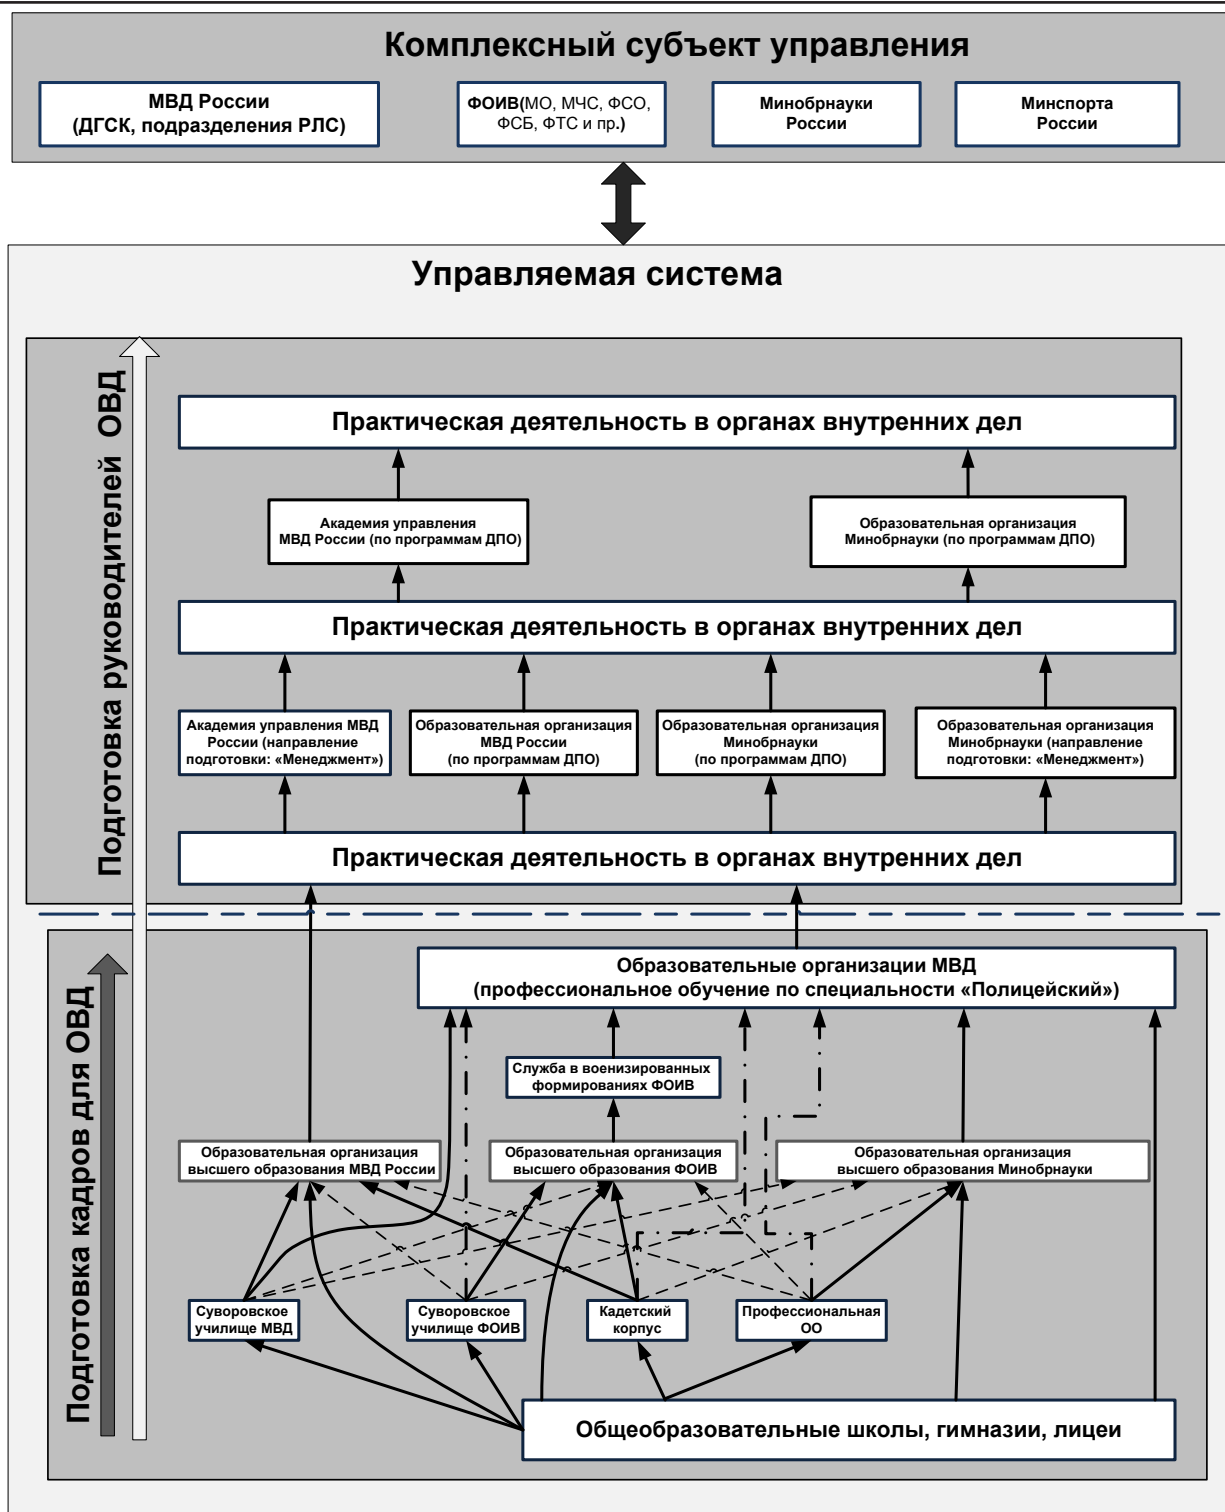 Комплексный субъект управления
МВД России
(ДГСК, подразделения РЛС)
ФОИВ(МО, МЧС, ФСО,
ФСБ, ФТС и пр.)
Минобрнауки
России
Минспорта
России
Управляемая система
Подготовка руководителей ОВД
Практическая деятельность в органах внутренних дел
Академия управления
МВД России (по программам ДПО)
Образовательная организация
Минобрнауки (по программам ДПО)
Практическая деятельность в органах внутренних дел
Академия управления МВД
России (направление
подготовки: «Менеджмент»)
Образовательная организация
МВД России
(по программам ДПО)
Образовательная организация
Минобрнауки
(по программам ДПО)
Образовательная организация
Минобрнауки (направление
подготовки: «Менеджмент»)
Практическая деятельность в органах внутренних дел
Подготовка кадров для ОВД
Образовательные организации МВД
(профессиональное обучение по специальности «Полицейский»)
Служба в военизированных
формированиях ФОИВ
Образовательная организация
высшего образования МВД России
Образовательная организация
высшего образования ФОИВ
Образовательная организация
высшего образования Минобрнауки
Суворовское
училище МВД
Суворовское
училище ФОИВ
Кадетский
корпус
Профессиональная
ОО
Общеобразовательные школы, гимназии, лицеи